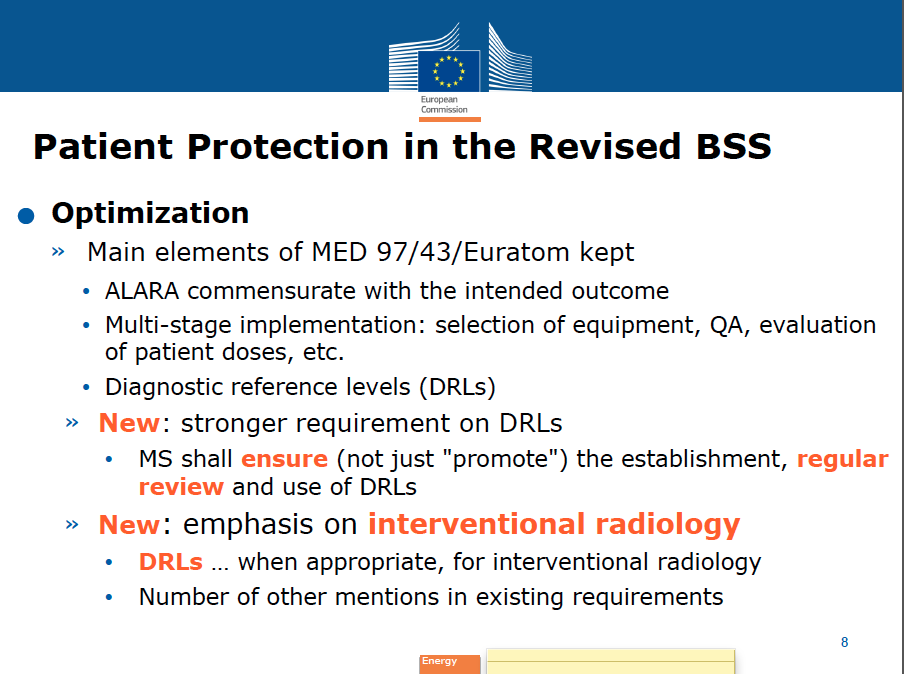 European
Commission
Patient Protection in the Revised BSS
● Optimization
» Main elements of MED 97/43/Euratom kept
• ALARA commensurate with the intended outcome
• Multi-stage implementation: selection of equipment, QA, evaluation
of patient doses, etc.
• Diagnostic reference levels (DRLs)
» New: stronger requirement on DRLs
• MS shall ensure (not just "promote") the establishment, regular
review and use of DRLs
» New: emphasis on interventional radiology
• DRLs … when appropriate, for interventional radiology
• Number of other mentions in existing requirements
8
Energy